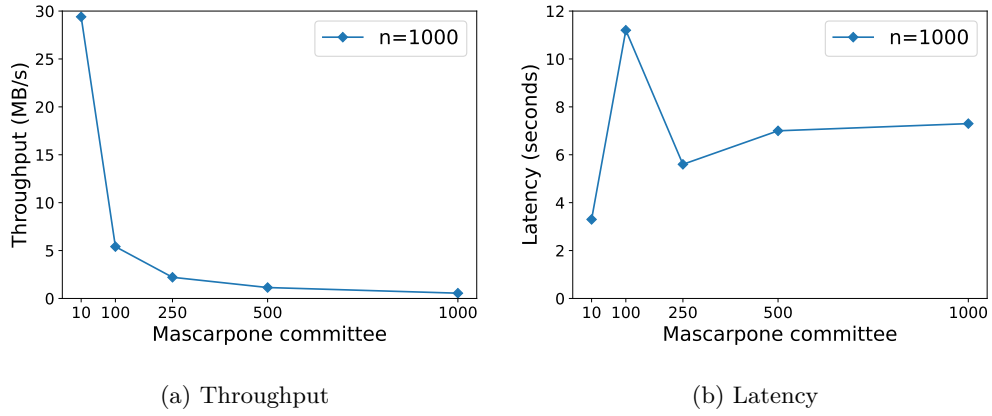 30
25
20
15
10
5
0
Throughput (MB/s)
n=1000
10 100 250 500 1000
Mascarpone committee
(a) Throughput
12
10
8
6
4
2
0
Latency (seconds)
n=1000
10 100 250 500 1000
Mascarpone committee
(b) Latency